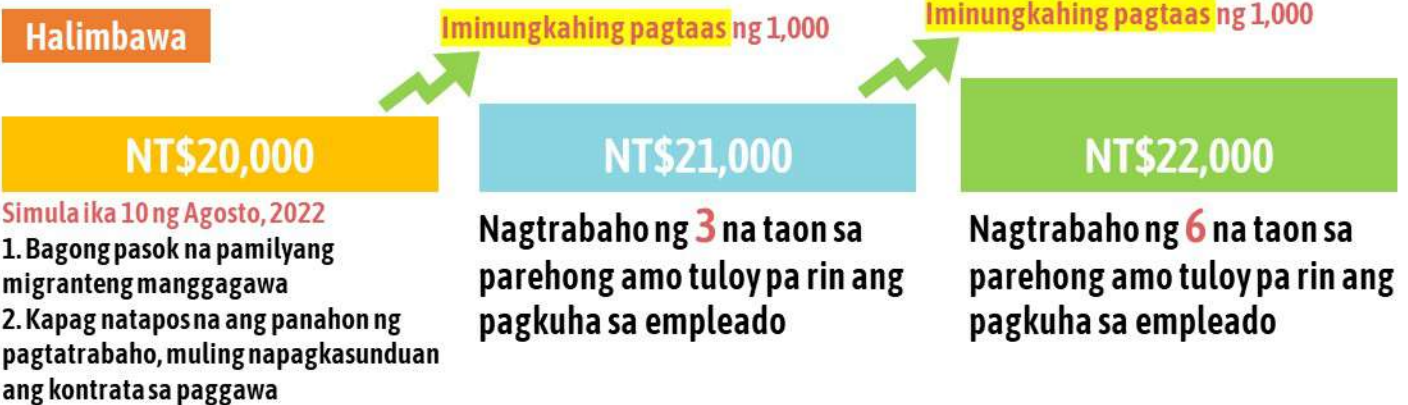 Halimbawa
Iminungkahing pagtaas ng 1,000
Iminungkahing pagtaas ng 1,000
NT$20,000
Simula ika 10 ng Agosto, 2022
1. Bagong pasok na pamilyang
migranteng manggagawa
2. Kapag natapos na ang panahon ng
pagtatrabaho, muling napagkasunduan
ang kontrata sa paggawa
NT$21,000
Nagtrabaho ng 3 na taon sa
parehong amo tuloy pa rin ang
pagkuha sa empleado
NT$22,000
Nagtrabaho ng 6 na taon sa
parehong amo tuloy pa rin ang
pagkuha sa empleado